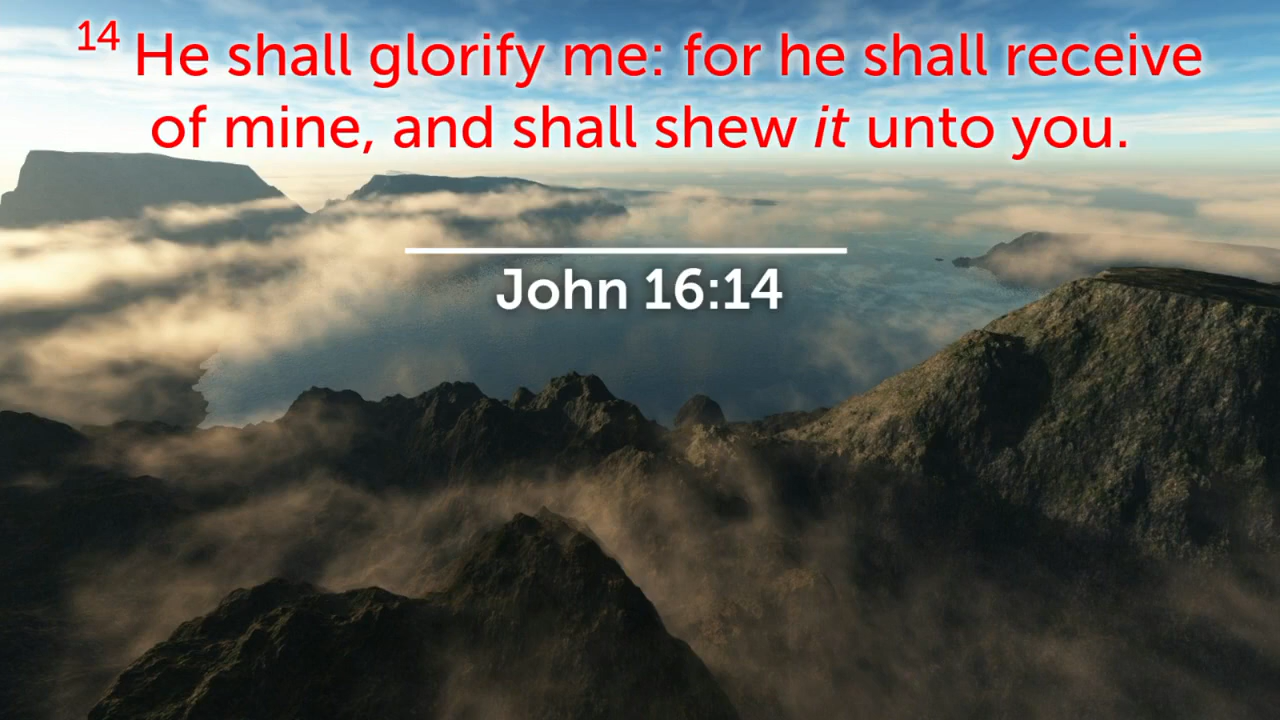 14 He shall glorify me: for he shall receive
of mine, and shall shew it unto you.
John 16:14